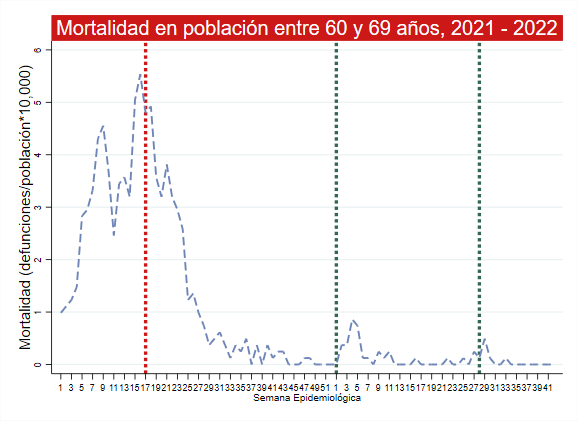 Mortalidad en población entre 60 y 69 años, 2021 - 2022
Mortalidad (defunciones/población*10,000)
6
5
4
3
2
1
0
1 3 5 7 9 11 13 15 17 19 21 23 25 27 29 31 33 35 37 39 41 43 45 47 49 51 1 3 5 7 9 11 13 15 17 19 21 23 25 27 29 31 33 35 37 39 41
Semana Epidemiológica